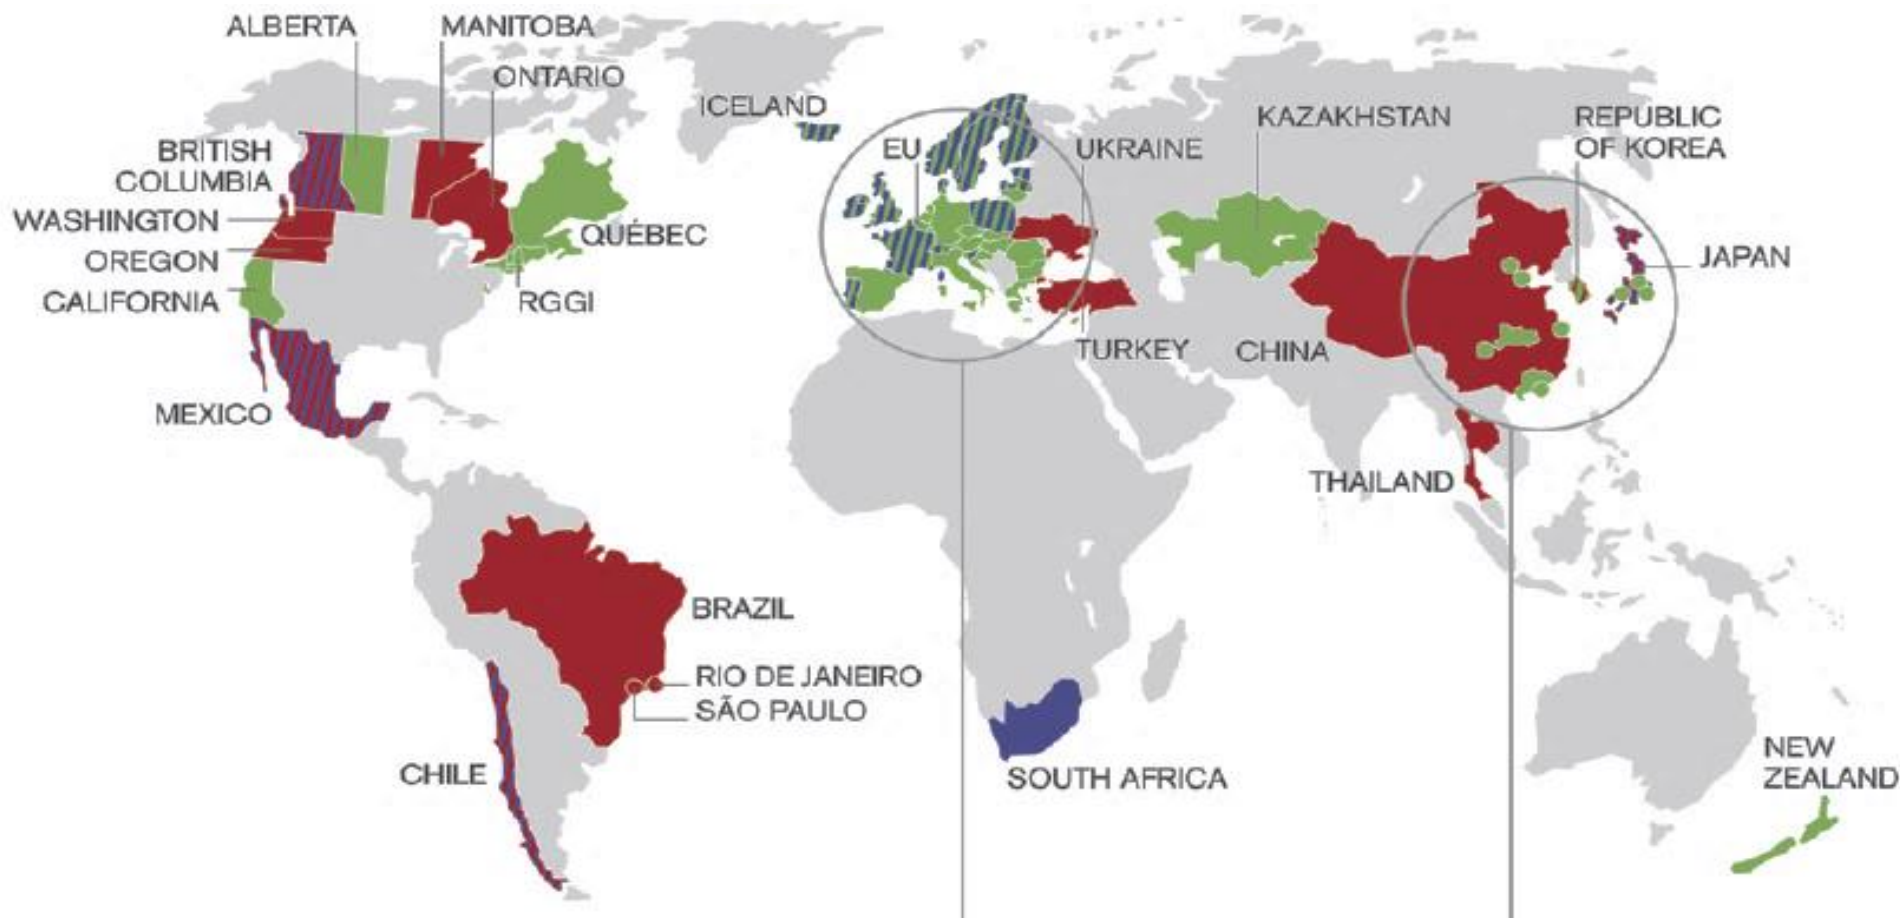 ALBERTA
MANITOBA
ONTARIO
ICELAND
KAZAKHSTAN
REPUBLIC
OF KOREA
BRITISH
COLUMBIA
EU
UKRAINE
WASHINGTON
QUÉBEC
OREGON
JAPAN
CALIFORNIA
RGGI
TURKEY
CHINA
MEXICO
THAILAND
BRAZIL
RIO DE JANEIRO
SÃO PAULO
CHILE
SOUTH AFRICA
NEW
ZEALAND